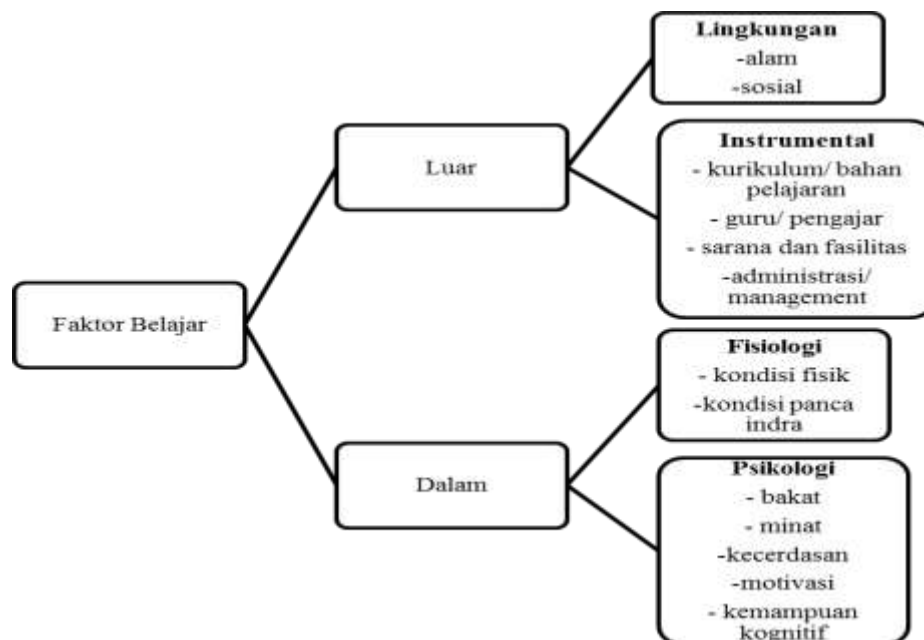 Faktor Belajar
Luar
Lingkungan
-alam
-sosial
Instrumental
- kurikulum/ bahan
pelajaran
- guru/ pengajar
- sarana dan fasilitas
-administrasi/
management
Dalam
Fisiologi
- kondisi fisik
-kondisi panca
indra
Psikologi
- bakat
- minat
-kecerdasan
-motivasi
- kemampuan
kognitif